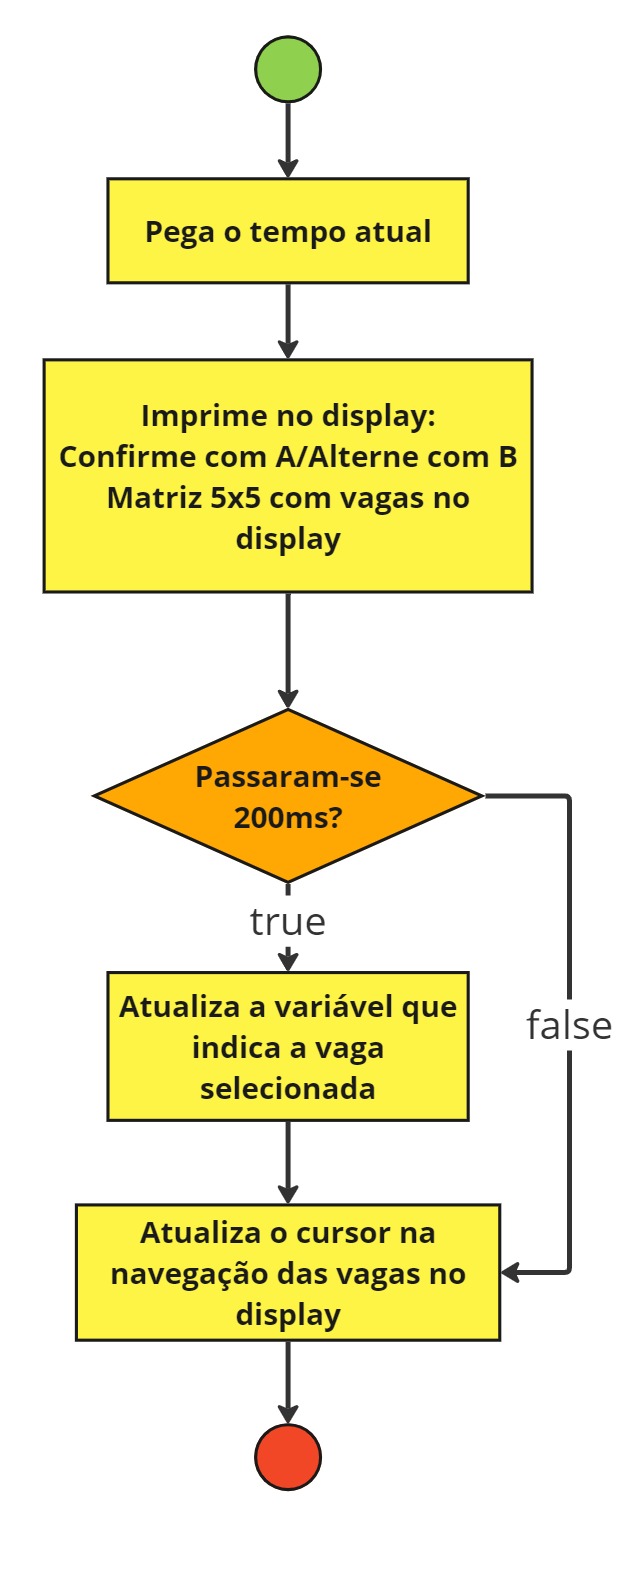 Pega o tempo atual
Imprime no display:
Confirme com A/Alterne com B
Matriz 5x5 com vagas no
display
Passaram-se
200ms?
true
Atualiza a variável que
indica a vaga
selecionada
false
Atualiza o cursor na
navegação das vagas no
display